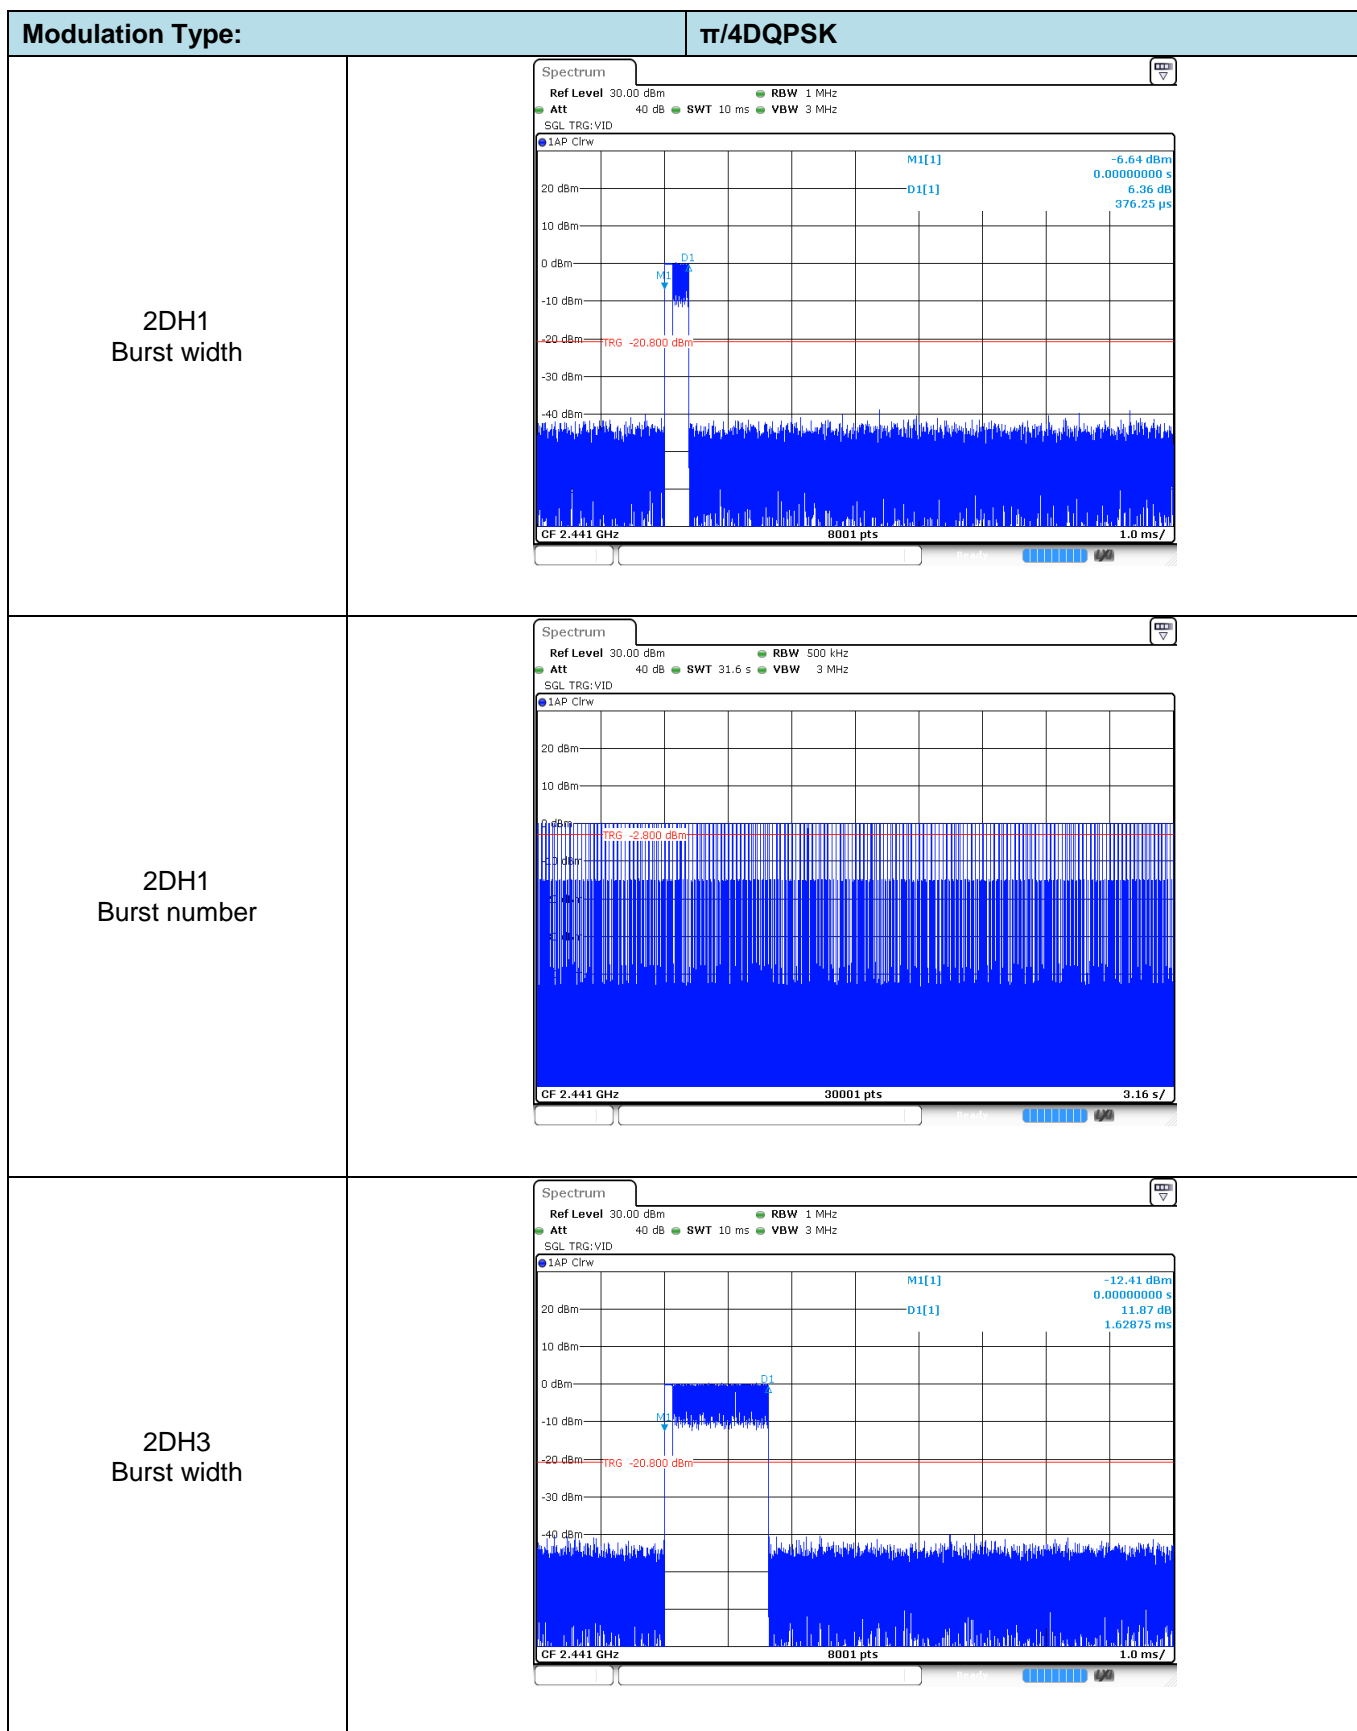 Modulation Type: π/4DQPSK
2DH1
Burst width
Spectrum
Ref Level 30.00 dBm RBW 1 MHz
Att 40 dB SWT 10 ms VBW 3 MHz
SGL TRG:VID
1AP Clrw
M1[1] -6.64 dBm
0.00000000 s
20 dBm D1[1] 6.36 dB
376.25 µs
10 dBm
0 dBm
D1
M1
-10 dBm
-20 dBm
TRG -20.800 dBm
-30 dBm
-40 dBm
CF 2.441 GHz 8001 pts 1.0 ms/
Ready
2DH1
Burst number
Spectrum
Ref Level 30.00 dBm RBW 500 kHz
Att 40 dB SWT 31.6 s VBW 3 MHz
SGL TRG:VID
1AP Clrw
20 dBm
10 dBm
0 dBm
TRG -2.800 dBm
-10 dBm
CF 2.441 GHz 30001 pts 3.16 s/
Ready
2DH3
Burst width
Spectrum
Ref Level 30.00 dBm RBW 1 MHz
Att 40 dB SWT 10 ms VBW 3 MHz
SGL TRG:VID
1AP Clrw
M1[1] -12.41 dBm
0.00000000 s
20 dBm D1[1] 11.87 dB
1.62875 ms
10 dBm
0 dBm
D1
M1
-10 dBm
-20 dBm
TRG -20.800 dBm
-30 dBm
-40 dBm
CF 2.441 GHz 8001 pts 1.0 ms/
Ready